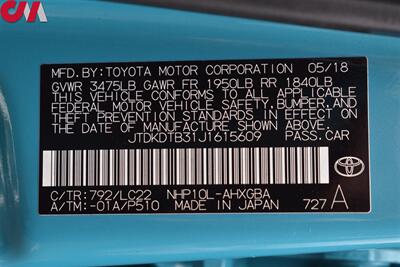 CMA
MFD.BY:TOYOTA MOTOR CORPORATION 05/18
GVWR 3475LB GAWR FR 1950LB RR 1840LB
THIS VEHICLE CONFORMS TO ALL APPLICABLE
FEDERAL MOTOR VEHICLE SAFETY,BUMPER,AND
THEFT PREVENTION STANDARDS IN EFFECT ON
THE DATE OF MANUFACTURE SHOWN ABOVE.
JTDKDTB31J1615609 PASS.CAR
C/TR:792/LC22 NHP10L-AHXGBA
A/TM:-01A/P510 MADE IN JAPAN 727 A
TOYOTA